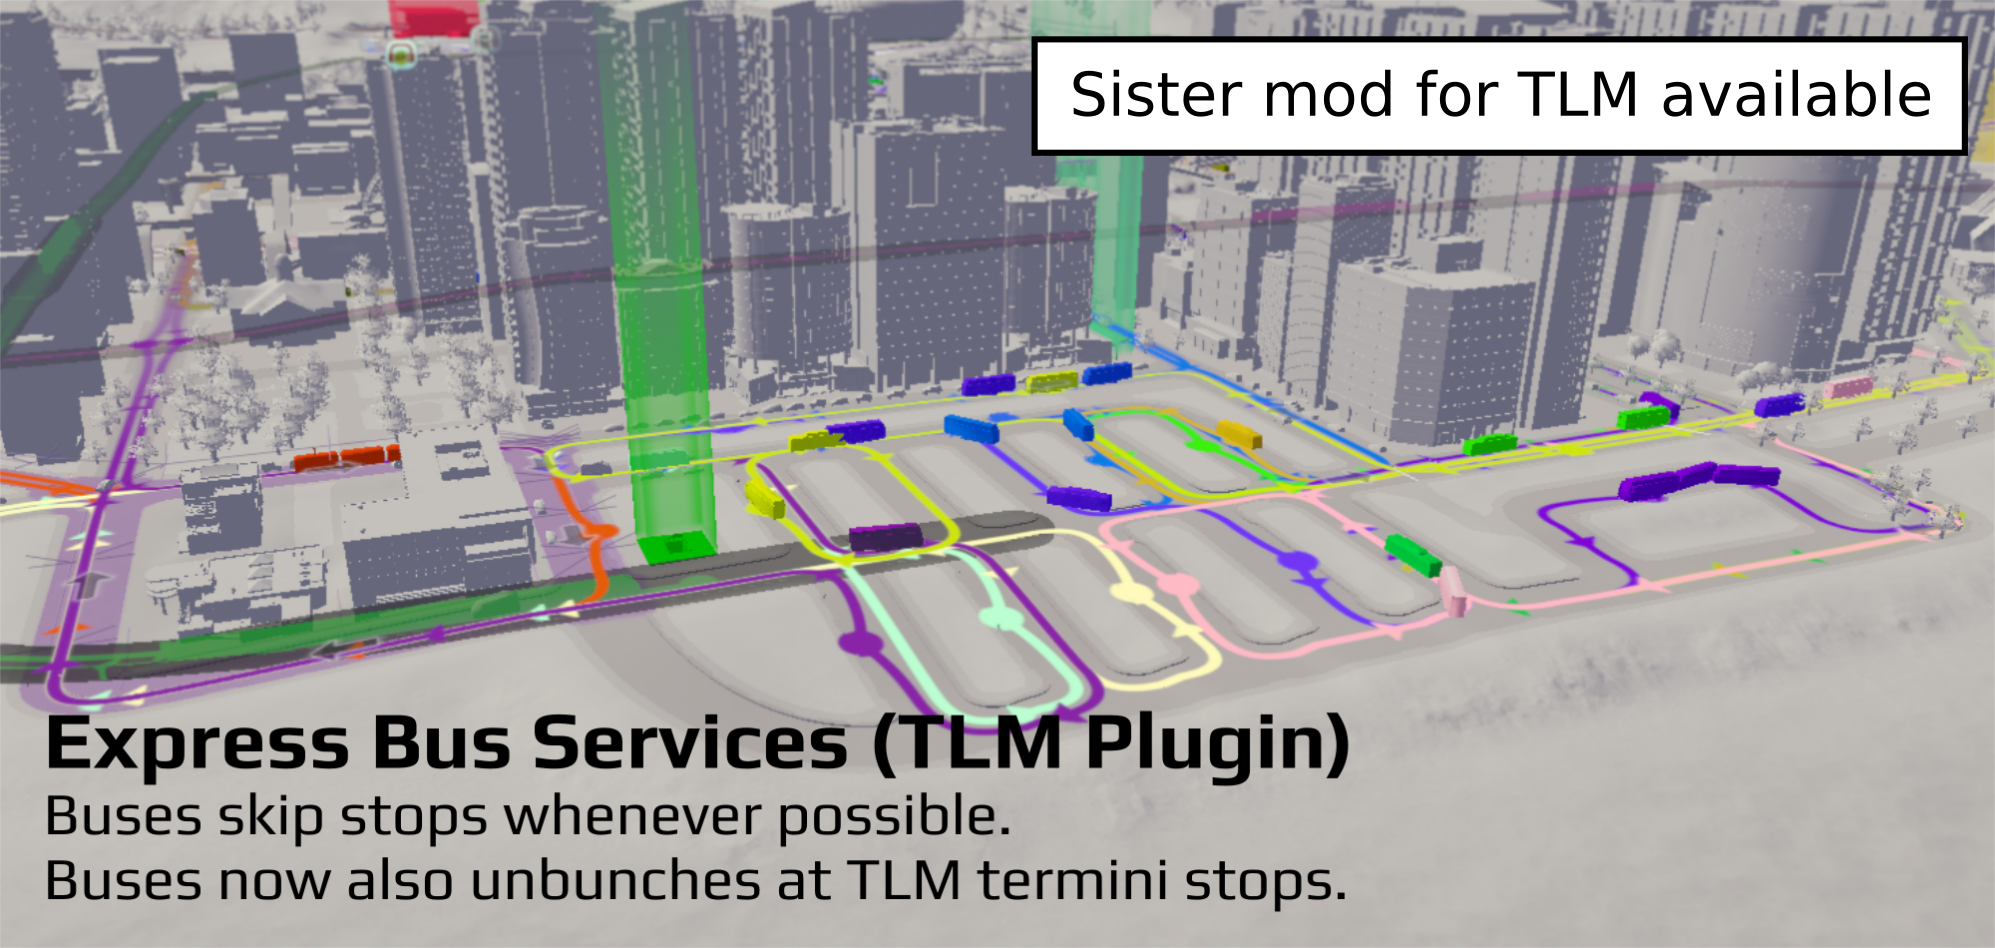 Sister mod for TLM available
Express Bus Services (TLM Plugin)
Buses skip stops whenever possible.
Buses now also unbunches at TLM termini stops.